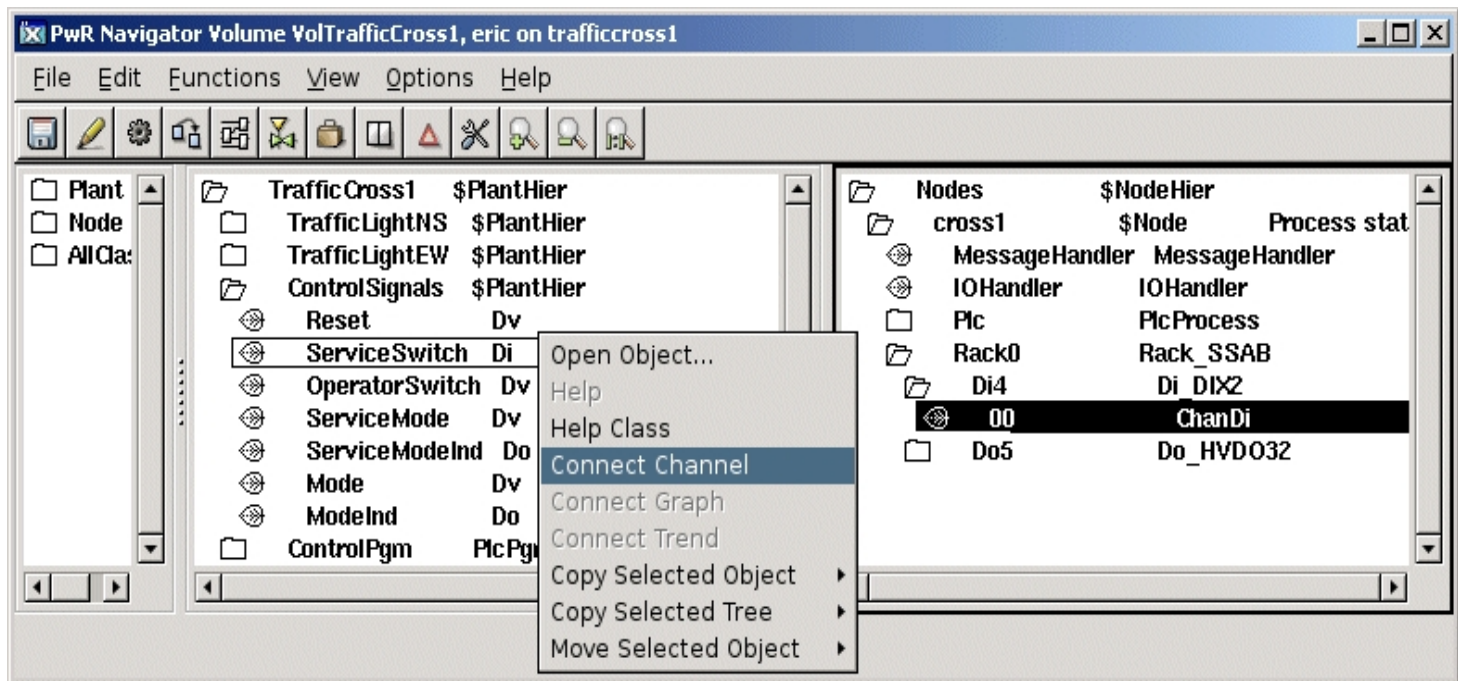 PwR Navigator Volume VolTrafficCross1, eric on trafficcross1
File Edit Functions View Options Help
Plant
Node
AllClas
TrafficCross1 $PlantHier
TrafficLightNS $PlantHier
TrafficLightEW $PlantHier
ControlSignals $PlantHier
Reset Dv
ServiceSwitch Di
OperatorSwitch Dv
ServiceMode Dv
ServiceModeInd Do
Mode Dv
ModeInd Do
ControlPgm PlcPgr
Open Object...
Help
Help Class
Connect Channel
Connect Graph
Connect Trend
Copy Selected Object
Copy Selected Tree
Move Selected Object
Nodes $NodeHier
cross1 $Node Process stat
MessageHandler MessageHandler
IOHandler IOHandler
Plc PlcProcess
Rack0 Rack_SSAB
Di4 Di_DIX2
00 ChanDi
Do5 Do_HVDO32